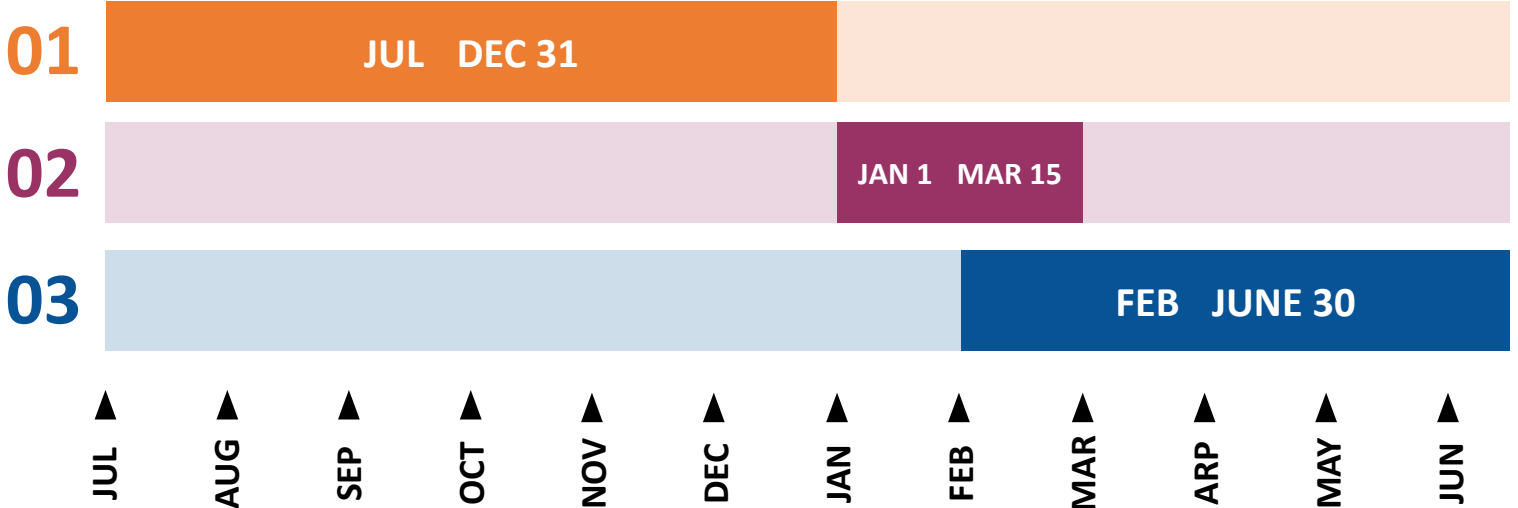 01
JUL DEC 31
02
JAN 1 MAR 15
03
FEB JUNE 30
JUL
AUG
SEP
OCT
NOV
DEC
JAN
FEB
MAR
ARP
MAY
JUN